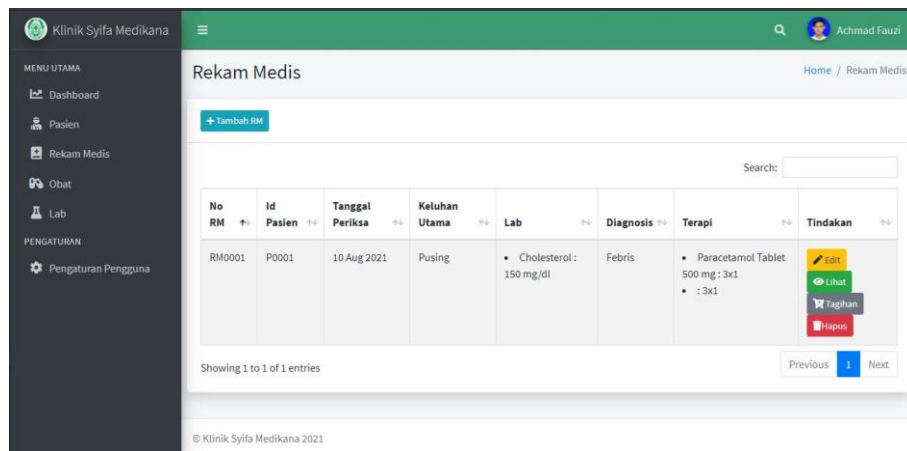 Klinik Syifa Medikana
Achmad Fauzi
MENU UTAMA
Dashboard
Pasien
Rekam Medis
Obat
Lab
PENGATURAN
Pengaturan Pengguna
Rekam Medis
Home / Rekam Medis
+ Tambah RM
Search:
No RM
Id Pasien
Tanggal Periksa
Keluhan Utama
Lab
Diagnosis
Terapi
Tindakan
RM0001
P0001
10 Aug 2021
Pusing
• Cholesterol :
150 mg/dl
Febris
• Paracetamol Tablet
500 mg : 3x1
• : 3x1
Edit
Lihat
Tagihan
Hapus
Showing 1 to 1 of 1 entries
Previous 1 Next
© Klinik Syifa Medikana 2021